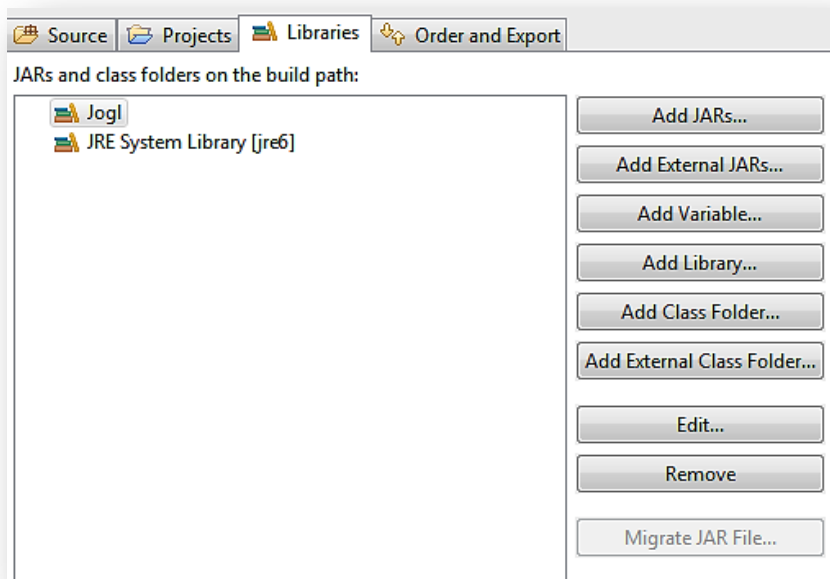 Source Projects Libraries Order and Export
JARs and class folders on the build path:
Jogl
JRE System Library [jre6]
Add JARs...
Add External JARs...
Add Variable...
Add Library...
Add Class Folder...
Add External Class Folder...
Edit...
Remove
Migrate JAR File...